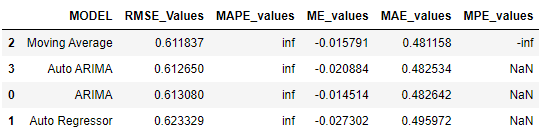 MODEL RMSE_Values MAPE_values ME_values MAE_values MPE_values
2 Moving Average 0.611837 inf -0.015791 0.481158 -inf
3 Auto ARIMA 0.612650 inf -0.020884 0.482534 NaN
0 ARIMA 0.613080 inf -0.014514 0.482642 NaN
1 Auto Regressor 0.623329 inf -0.027302 0.495972 NaN